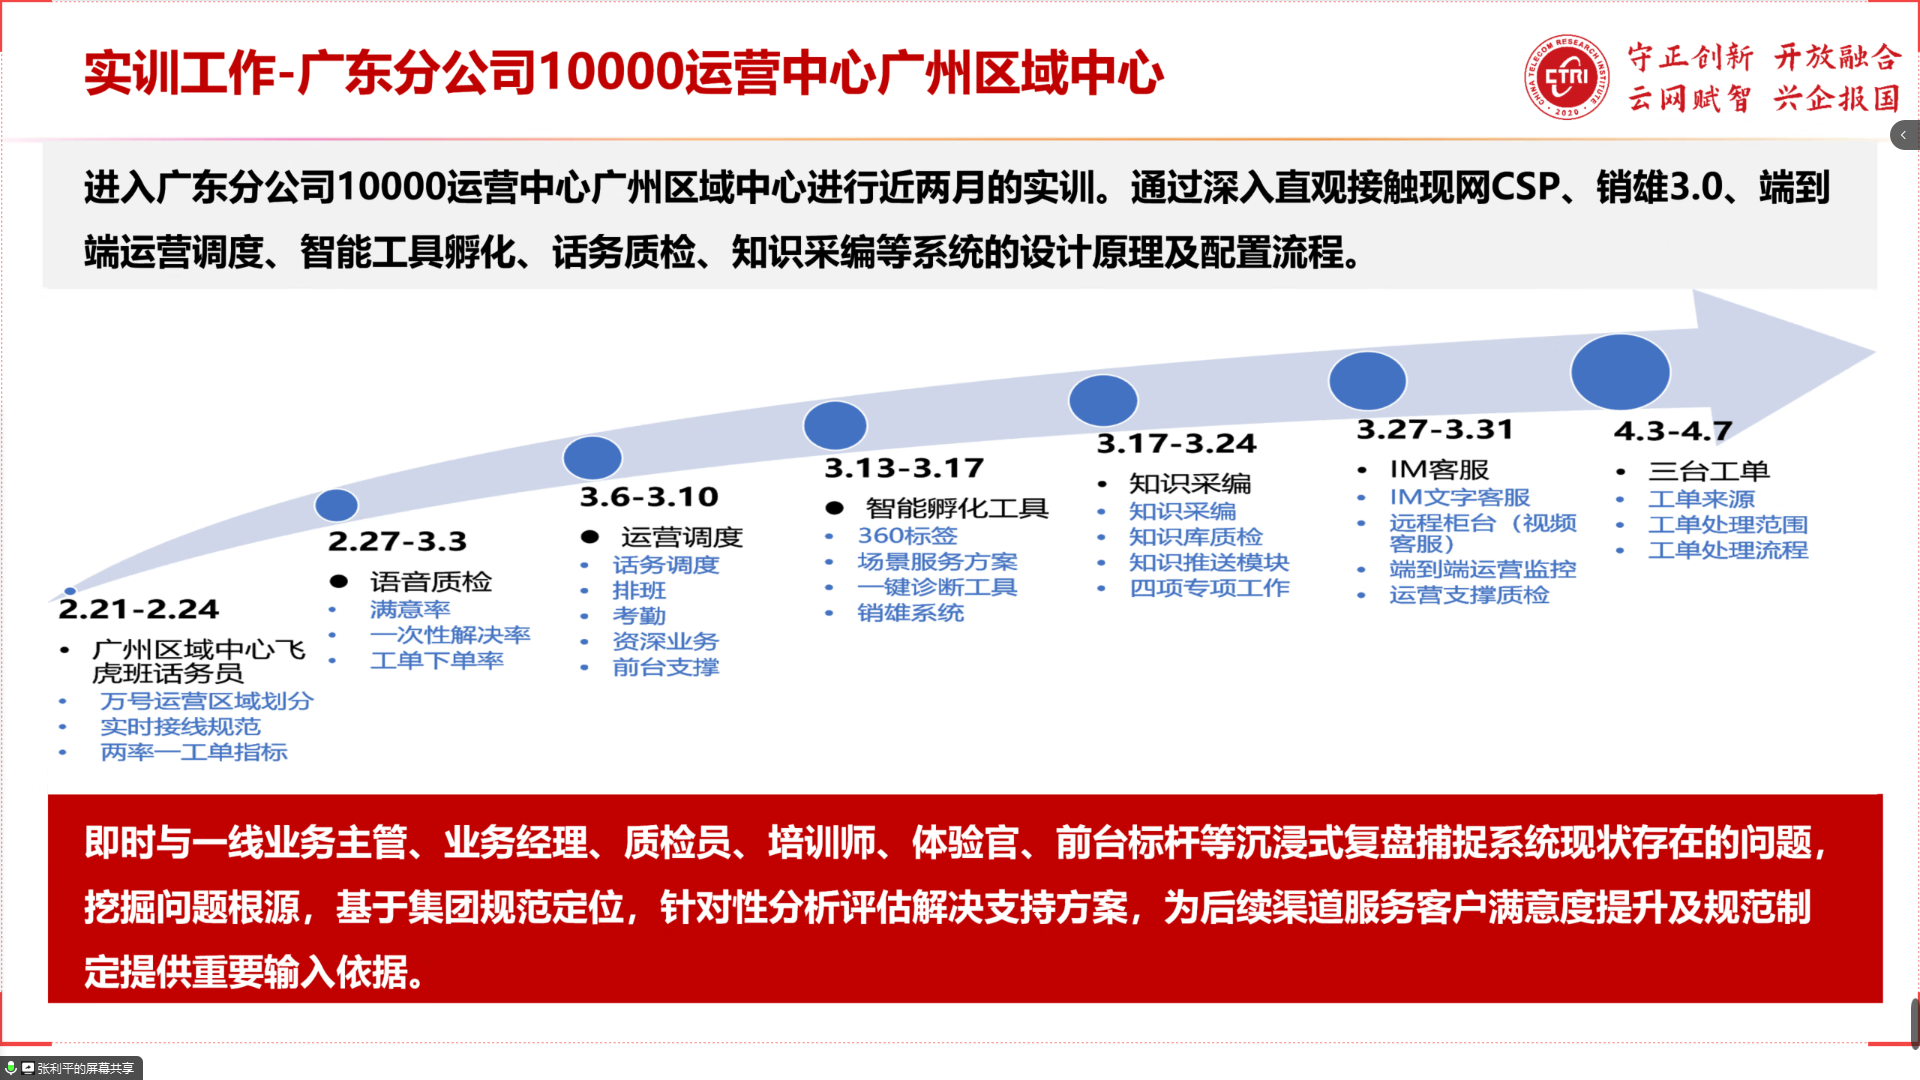 实训工作-广东分公司10000运营中心广州区域中心
CHINA TELECOM RESEARCH INSTITUTE
CTRI
2020
守正创新 开放融合
云网赋智 兴企报国
进入广东分公司10000运营中心广州区域中心进行近两月的实训。通过深入直观接触现网CSP、销雄3.0、端到
端运营调度、智能工具孵化、话务质检、知识采编等系统的设计原理及配置流程。
2.21-2.24
• 广州区域中心飞
虎班话务员
• 万号运营区域划分
• 实时接线规范
• 两率一工单指标
2.27-3.3
● 语音质检
• 满意率
• 一次性解决率
• 工单下单率
3.6-3.10
● 运营调度
• 话务调度
• 排班
• 考勤
• 资深业务
• 前台支撑
3.13-3.17
● 智能孵化工具
• 360标签
• 场景服务方案
• 一键诊断工具
• 销雄系统
3.17-3.24
• 知识采编
• 知识采编
• 知识库质检
• 知识推送模块
• 四项专项工作
3.27-3.31
• IM客服
• IM文字客服
• 远程柜台（视频
客服）
• 端到端运营监控
• 运营支撑质检
4.3-4.7
• 三台工单
• 工单来源
• 工单处理范围
• 工单处理流程
即时与一线业务主管、业务经理、质检员、培训师、体验官、前台标杆等沉浸式复盘捕捉系统现状存在的问题，
挖掘问题根源，基于集团规范定位，针对性分析评估解决支持方案，为后续渠道服务客户满意度提升及规范制
定提供重要输入依据。
张利平的屏幕共享